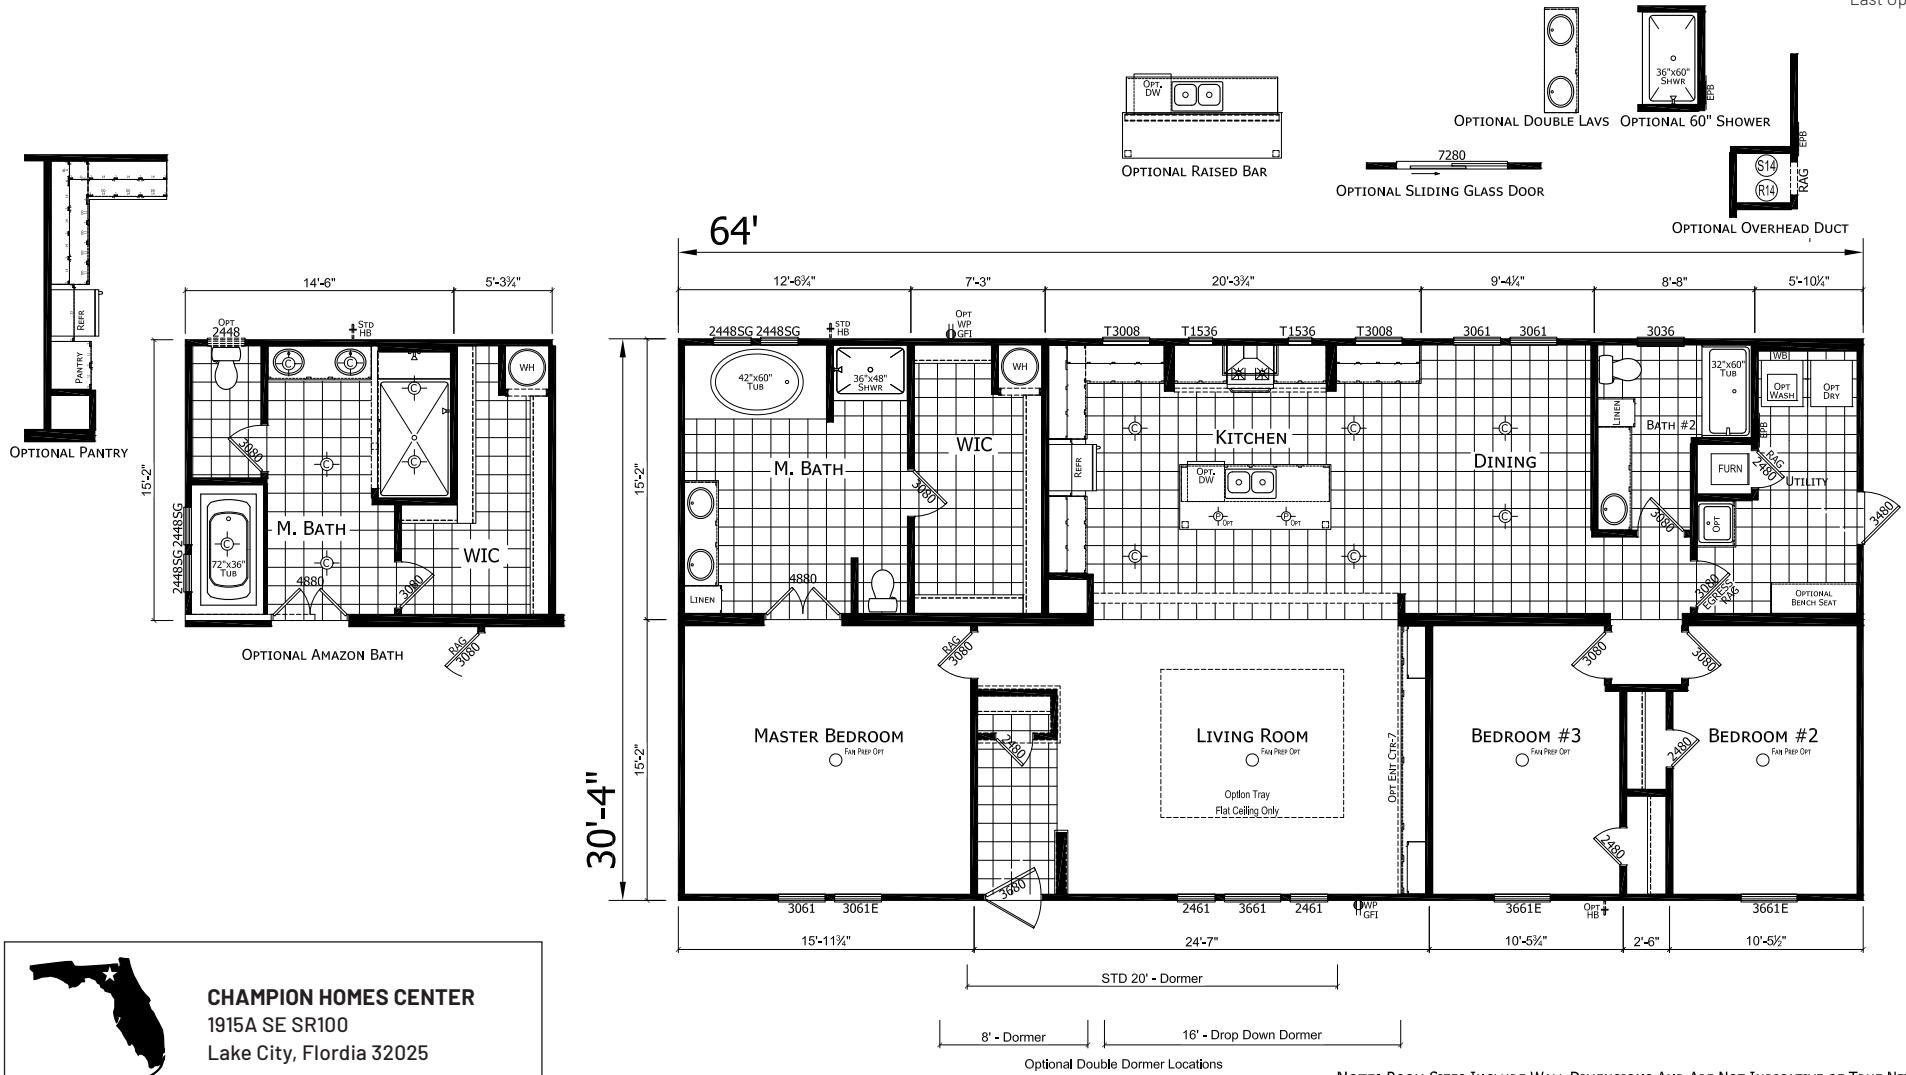 Last Up
OPT.
DW
OPTIONAL RAISED BAR
7280
OPTIONAL SLIDING GLASS DOOR
OPTIONAL DOUBLE LAVS
36"x60"
SHWR
EPB
OPTIONAL 60" SHOWER
EPB
S14
R14
RAG
OPTIONAL OVERHEAD DUCT
REFR
PANTRY
OPTIONAL PANTRY
14'-6"
5'-3¾"
OPT
2448
STD
HB
WH
15'-2"
3080
M. BATH
WIC
2448SG 2448SG
72"x36"
TUB
4880
3080
OPTIONAL AMAZON BATH
RAG
3080
64'
12'-6¾"
7'-3"
20'-3¾"
9'-4¼"
8'-8"
5'-10¼"
2448SG 2448SG
STD
HB
OPT
WP
GFI
T3008
T1536
T1536
T3008
3061
3061
3036
42"x60"
TUB
36"x48"
SHWR
WH
32"x60"
TUB
WB
OPT
WASH
OPT
DRY
LINEN
BATH #2
EPB
15'-2"
M. BATH
WIC
3080
KITCHEN
REFR
OPT.
DW
P OPT
P OPT
DINING
FURN
RAG
2480
UTILITY
3080
OPT
3480
LINEN
4880
3080
EGRESS
RAG
OPTIONAL
BENCH SEAT
30'-4"
15'-2"
RAG
3080
3080
3080
MASTER BEDROOM
FAN PREP OPT
2480
LIVING ROOM
FAN PREP OPT
Option Tray
Flat Ceiling Only
OPT ENT CTR-7
BEDROOM #3
FAN PREP OPT
2480
BEDROOM #2
FAN PREP OPT
2480
3680
3061
3061E
2461
3661
2461
WP
GFI
3661E
OPT
HB
3661E
15'-11¾"
24'-7"
10'-5¾"
2'-6"
10'-5½"
STD 20' - Dormer
8' - Dormer
16' - Drop Down Dormer
Optional Double Dormer Locations
CHAMPION HOMES CENTER
1915A SE SR100
Lake City, Flordia 32025